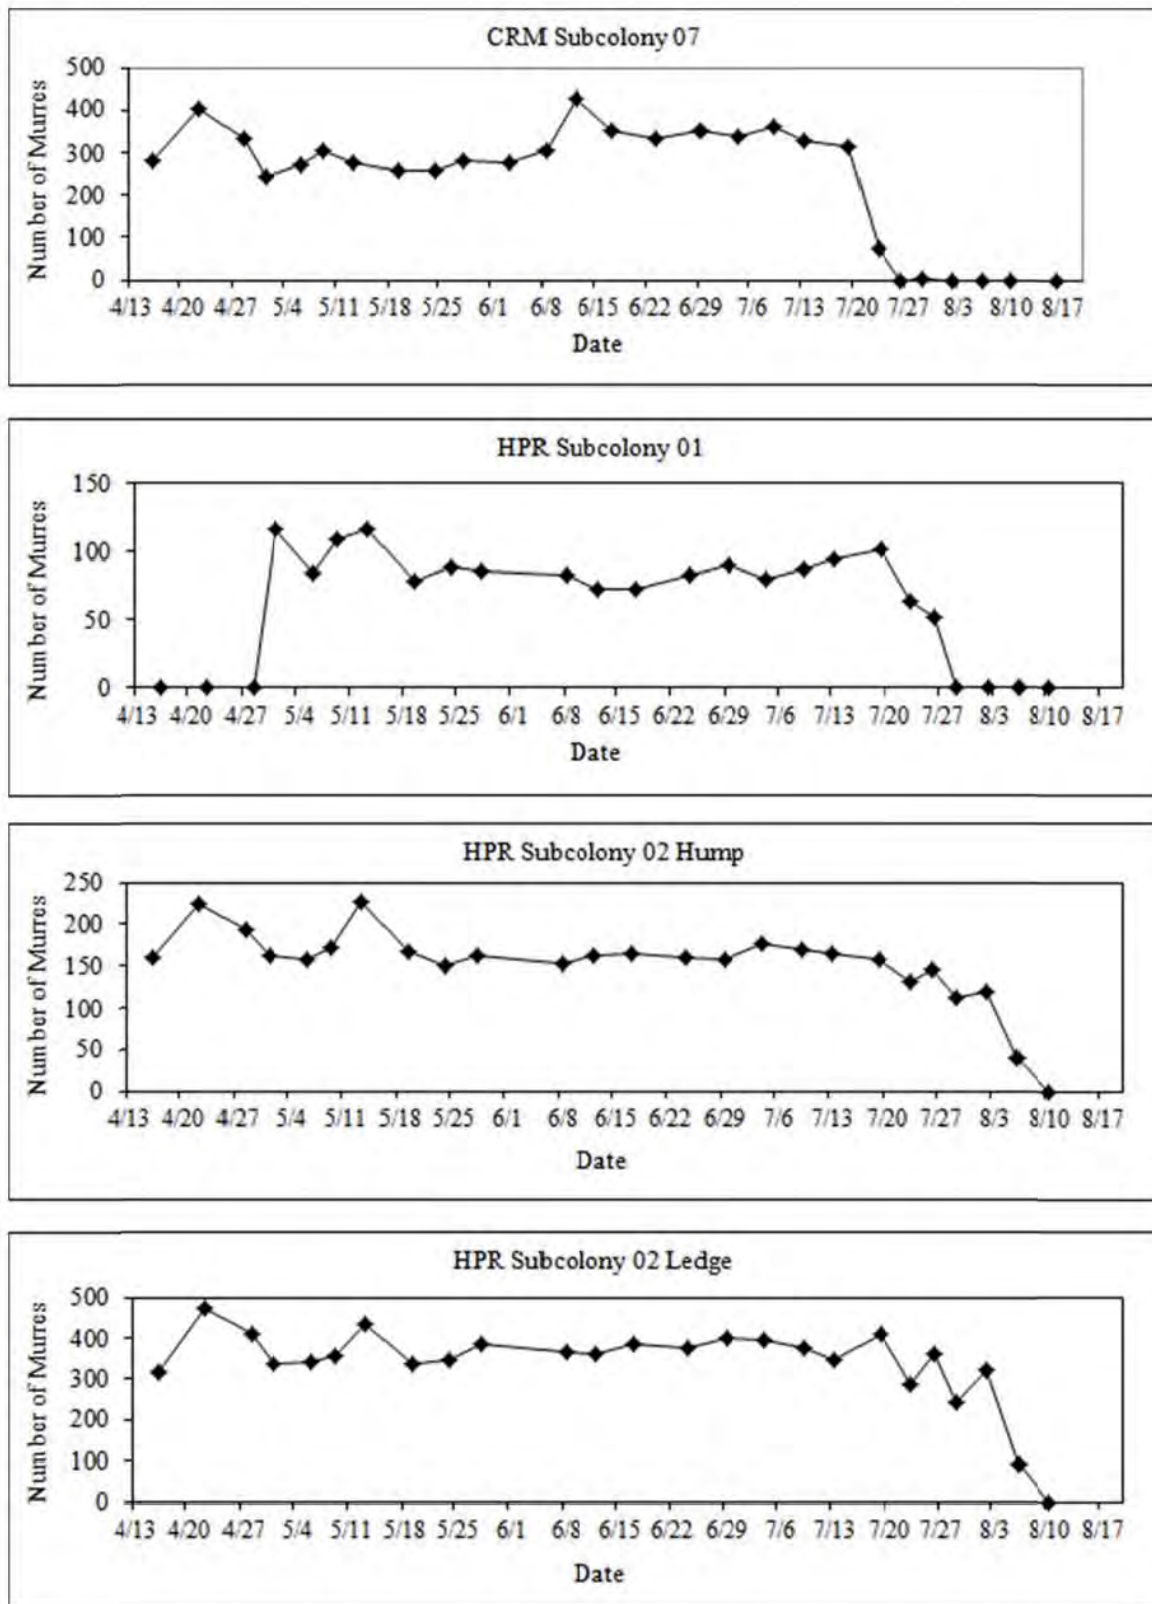 CRM Subcolony 07
500
400
300
200
100
0
Number of Murres
4/13 4/20 4/27 5/4 5/11 5/18 5/25 6/1 6/8 6/15 6/22 6/29 7/6 7/13 7/20 7/27 8/3 8/10 8/17
Date
HPR Subcolony 01
150
100
50
0
Number of Murres
4/13 4/20 4/27 5/4 5/11 5/18 5/25 6/1 6/8 6/15 6/22 6/29 7/6 7/13 7/20 7/27 8/3 8/10 8/17
Date
HPR Subcolony 02 Hump
250
200
150
100
50
0
Number of Murres
4/13 4/20 4/27 5/4 5/11 5/18 5/25 6/1 6/8 6/15 6/22 6/29 7/6 7/13 7/20 7/27 8/3 8/10 8/17
Date
HPR Subcolony 02 Ledge
500
400
300
200
100
0
Number of Murres
4/13 4/20 4/27 5/4 5/11 5/18 5/25 6/1 6/8 6/15 6/22 6/29 7/6 7/13 7/20 7/27 8/3 8/10 8/17
Date